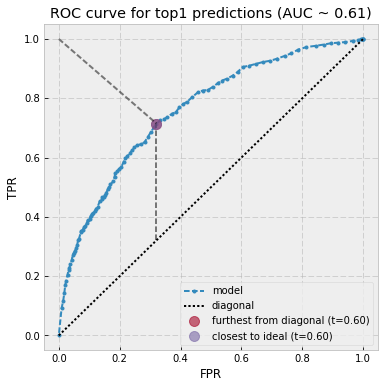 ROC curve for top1 predictions (AUC ~ 0.61)
TPR
1.0
0.8
0.6
0.4
0.2
0.0
0.0 0.2 0.4 0.6 0.8 1.0
FPR
model
diagonal
furthest from diagonal (t=0.60)
closest to ideal (t=0.60)